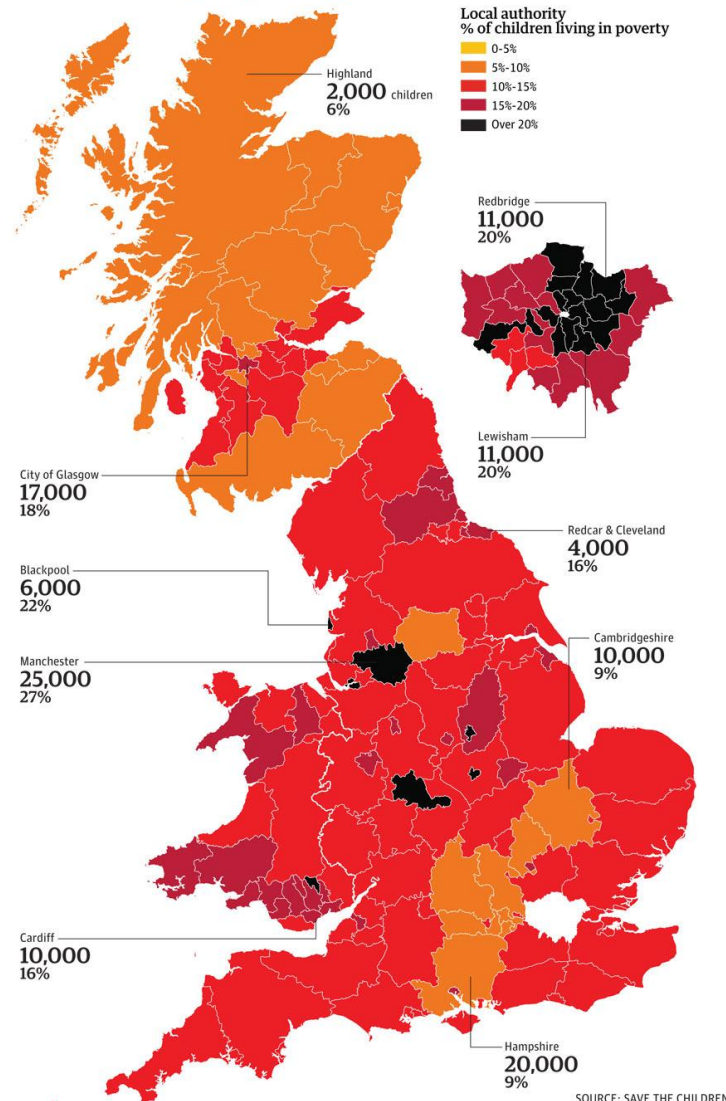 Local authority
% of children living in poverty
0-5%
5%-10%
10%-15%
15%-20%
Over 20%
Highland
2,000 children
6%
Redbridge
11,000
20%
Lewisham
11,000
20%
City of Glasgow
17,000
18%
Redcar & Cleveland
4,000
16%
Blackpool
6,000
22%
Cambridgeshire
10,000
9%
Manchester
25,000
27%
Cardiff
10,000
16%
Hampshire
20,000
9%
SOURCE: SAVE THE CHILDREN